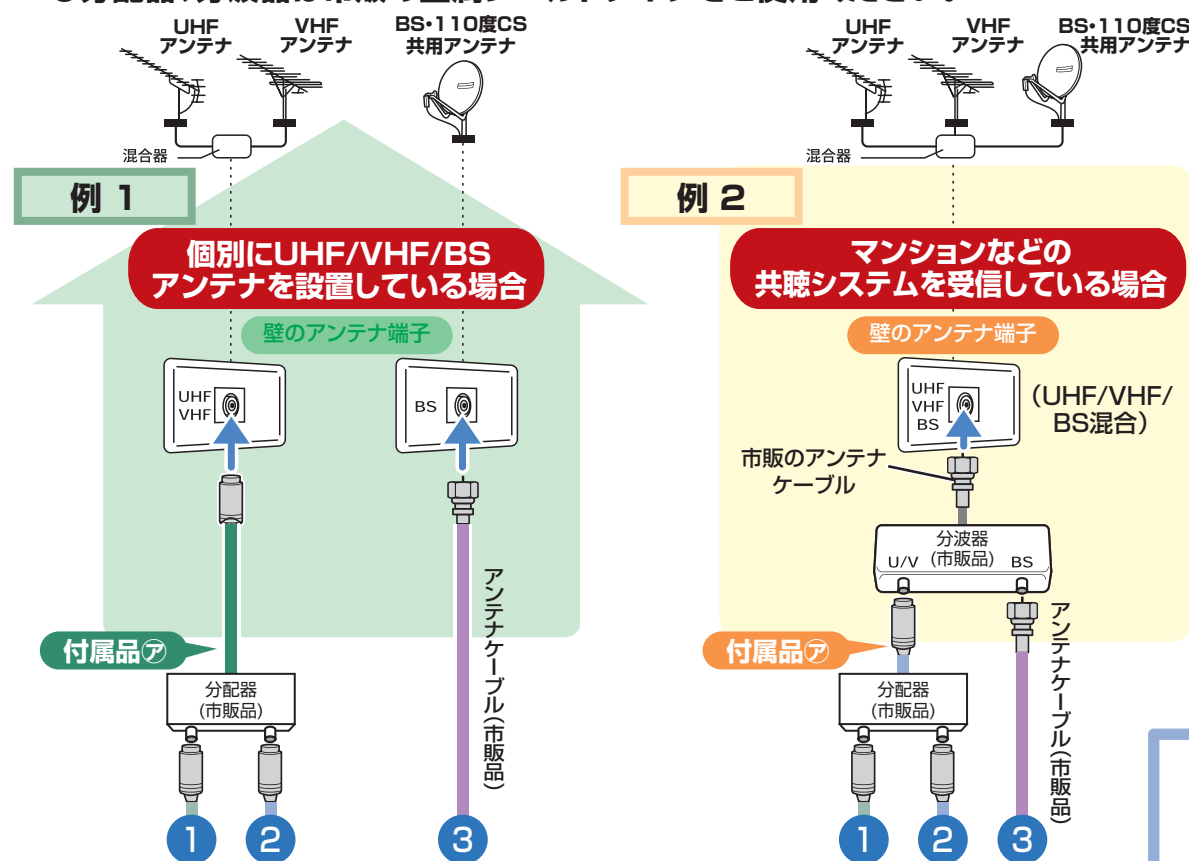 UHF
アンテナ
VHF
アンテナ
BS・110度CS
共用アンテナ
混合器
例 1
個別にUHF/VHF/BS
アンテナを設置している場合
壁のアンテナ端子
UHF
VHF
BS
アンテナケーブル(市販品)
付属品㋐
分配器
(市販品)
1
2
3
UHF
アンテナ
VHF
アンテナ
BS・110度CS
共用アンテナ
混合器
例 2
マンションなどの
共聴システムを受信している場合
壁のアンテナ端子
UHF
VHF
BS
(UHF/VHF/
BS混合)
市販のアンテナ
ケーブル
分波器
(市販品)
U/V
BS
付属品㋐
アンテナケーブル(市販品)
分配器
(市販品)
1
2
3